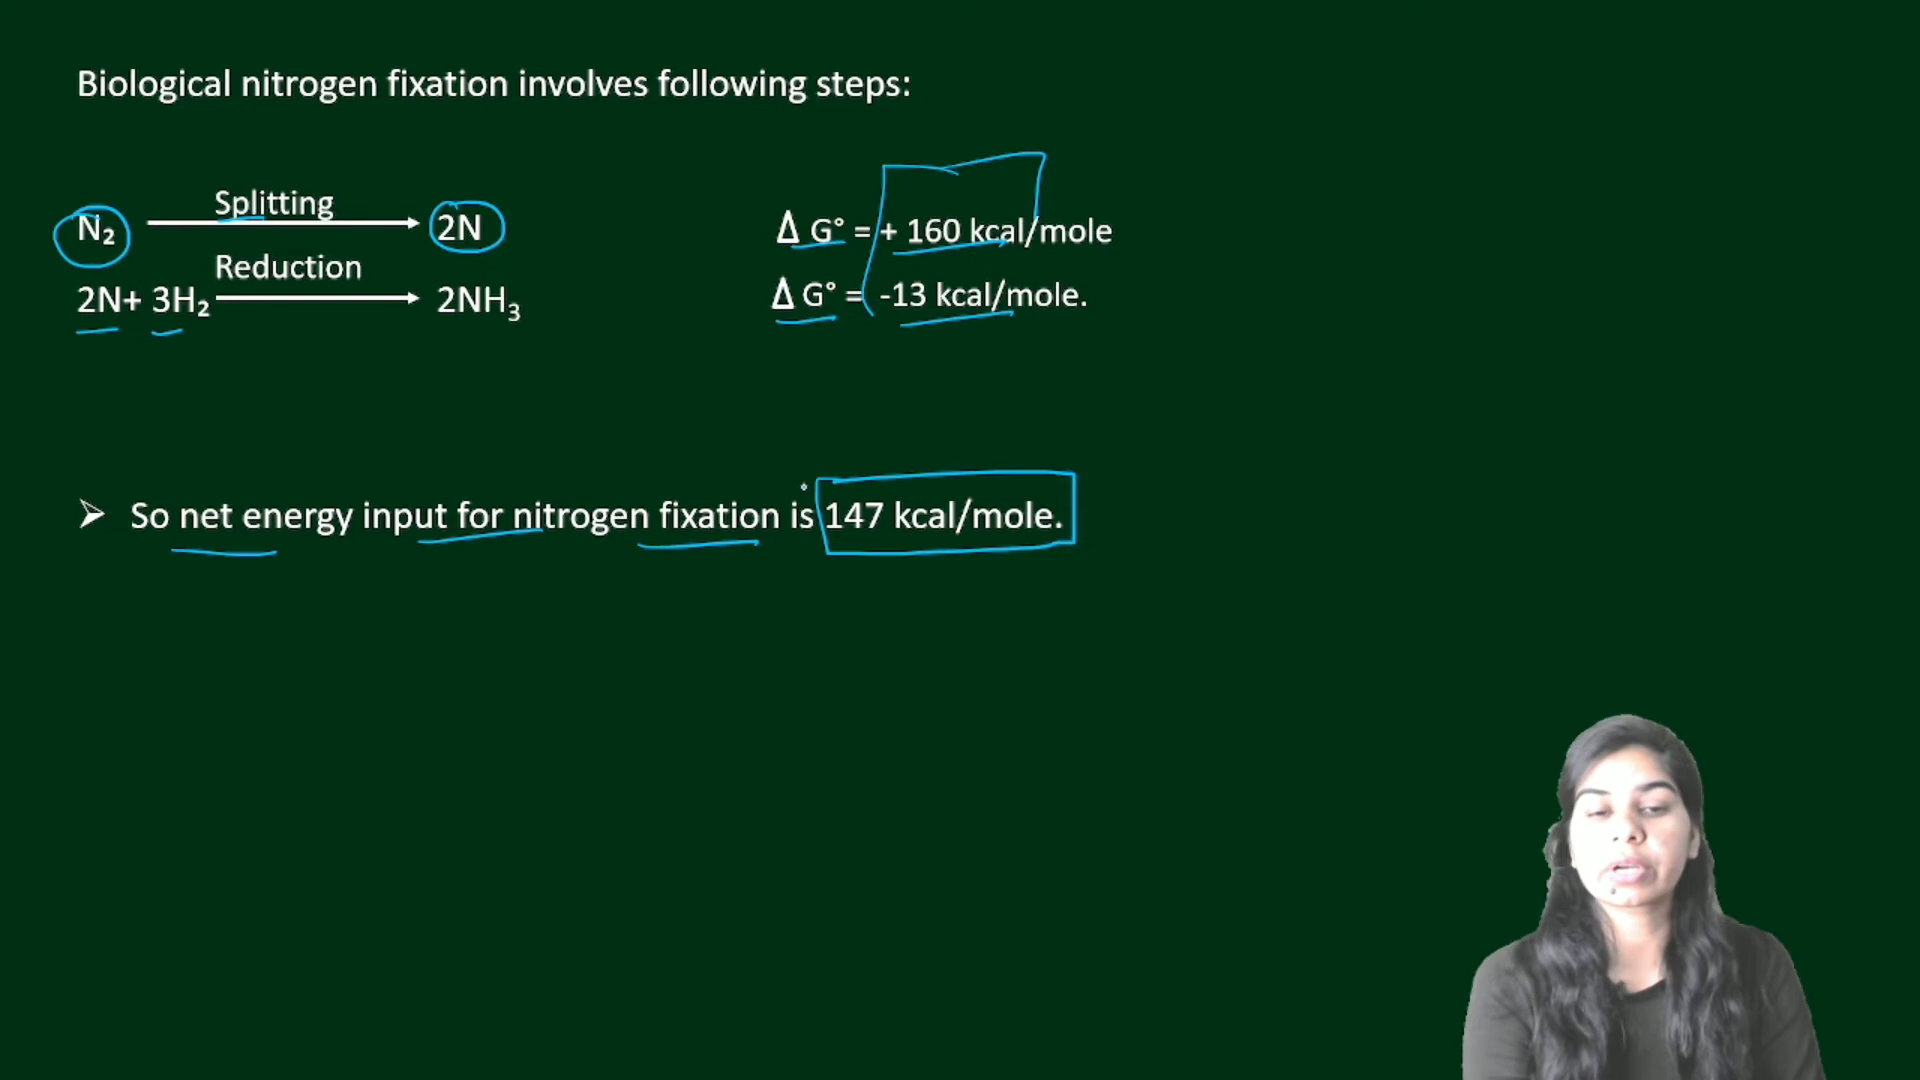 Biological nitrogen fixation involves following steps:
N₂ Splitting 2N Δ G° = + 160 kcal/mole
2N+ 3H₂ Reduction 2NH₃ Δ G° = -13 kcal/mole.
➤ So net energy input for nitrogen fixation is 147 kcal/mole.